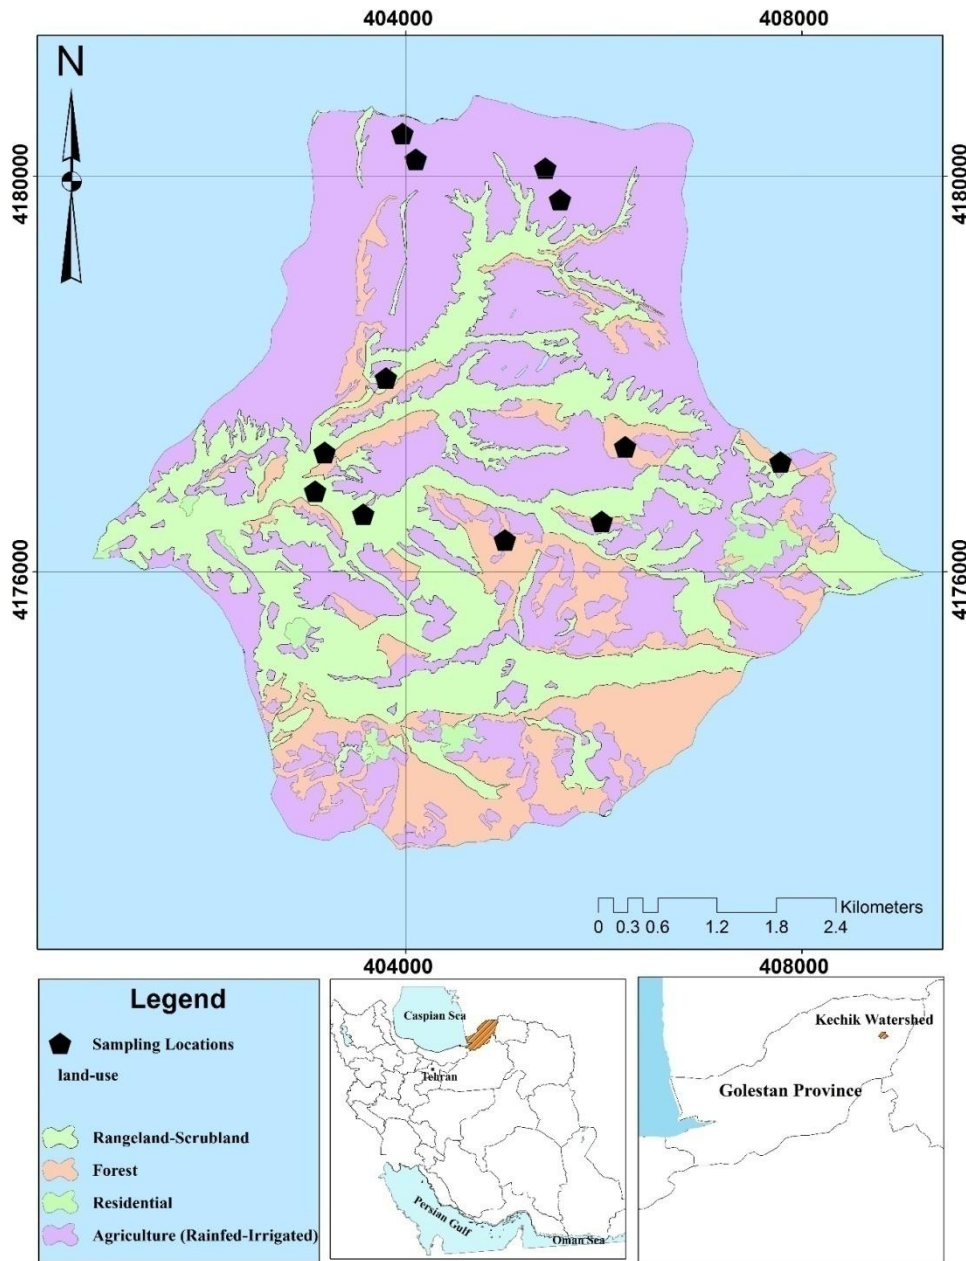 404000 408000
N
4180000 4180000
4176000 4176000
Kilometers
0 0.3 0.6 1.2 1.8 2.4
404000 408000
Legend
Sampling Locations
land-use
Rangeland-Scrubland
Forest
Residential
Agriculture (Rainfed-Irrigated)
Caspian Sea
Tehran
Persian Gulf
Oman Sea
Kechik Watershed
Golestan Province